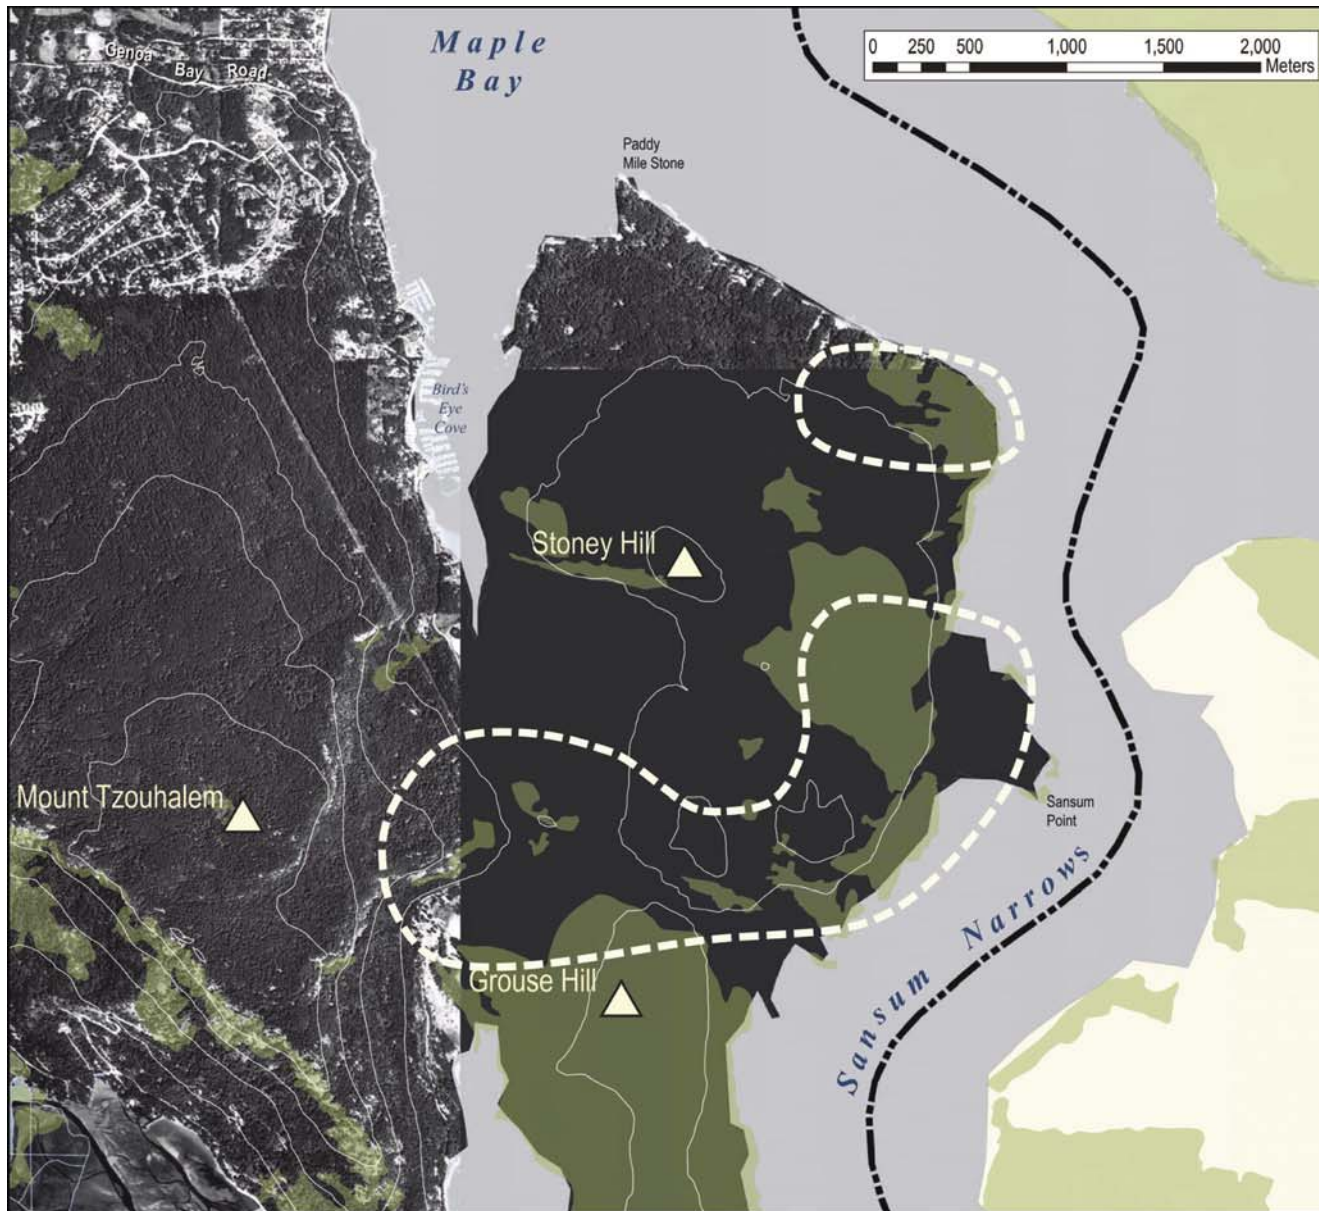 Maple
Bay
0 250 500 1,000 1,500 2,000
Meters
Genoa Bay Road
Paddy
Mile Stone
Bird's
Eye
Cove
Stoney Hill
Mount Tzouhalem
Sansum
Point
Grouse Hill
Sansum Narrows